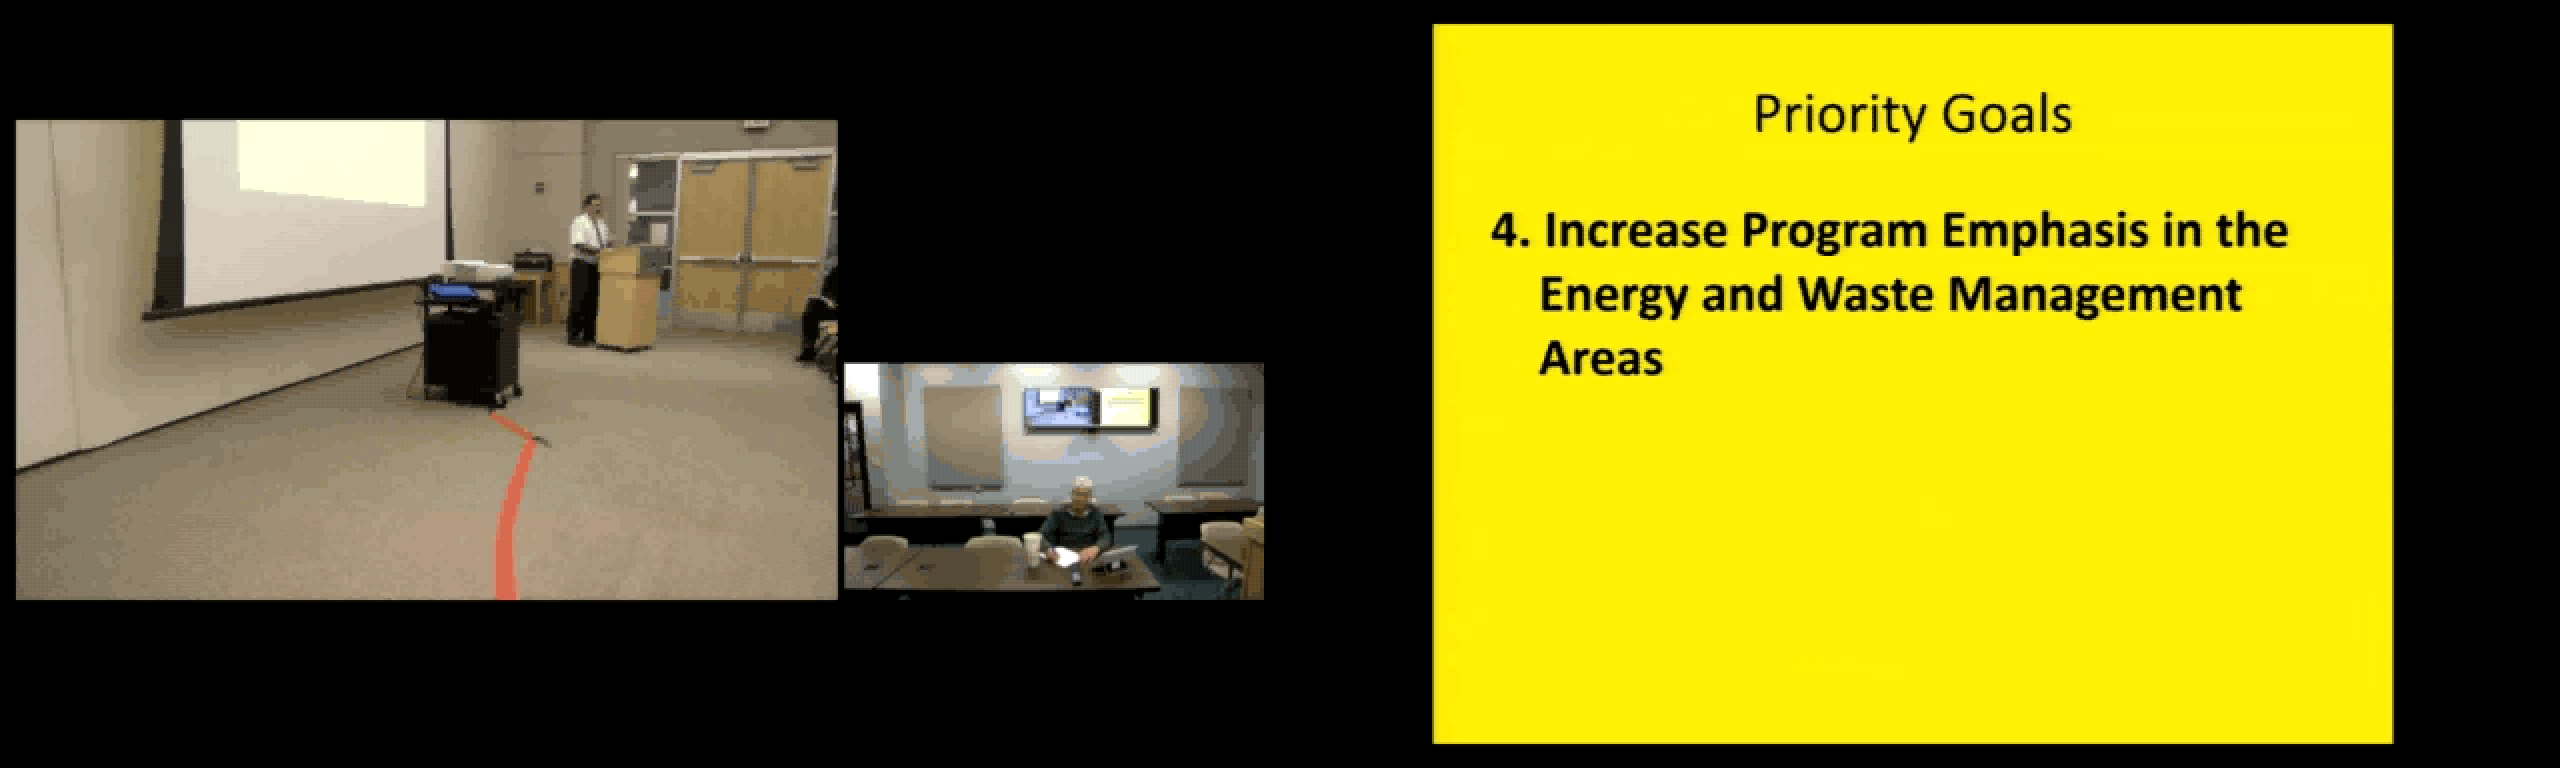 Priority Goals
4. Increase Program Emphasis in the
Energy and Waste Management
Areas